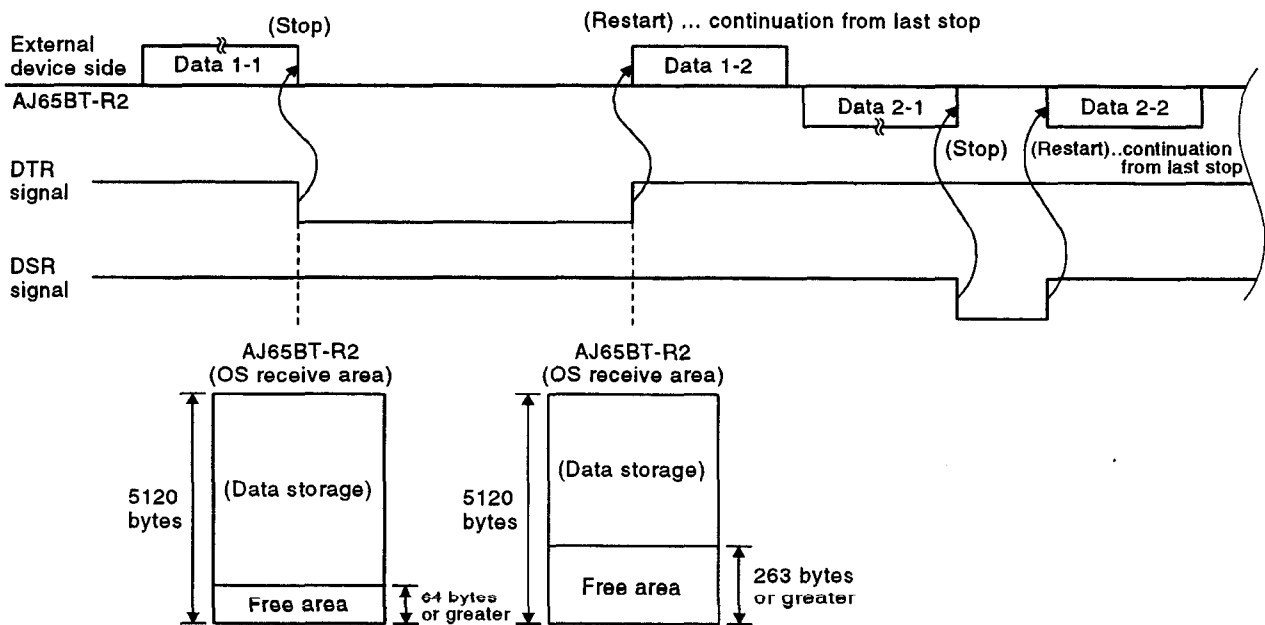 (Stop)
(Restart) ... continuation from last stop
External
device side
Data 1-1
Data 1-2
AJ65BT-R2
Data 2-1
Data 2-2
(Stop)
(Restart)..continuation
from last stop
DTR
signal
DSR
signal
AJ65BT-R2
(OS receive area)
AJ65BT-R2
(OS receive area)
5120
bytes
(Data storage)
Free area
64 bytes
or greater
5120
bytes
(Data storage)
Free area
263 bytes
or greater